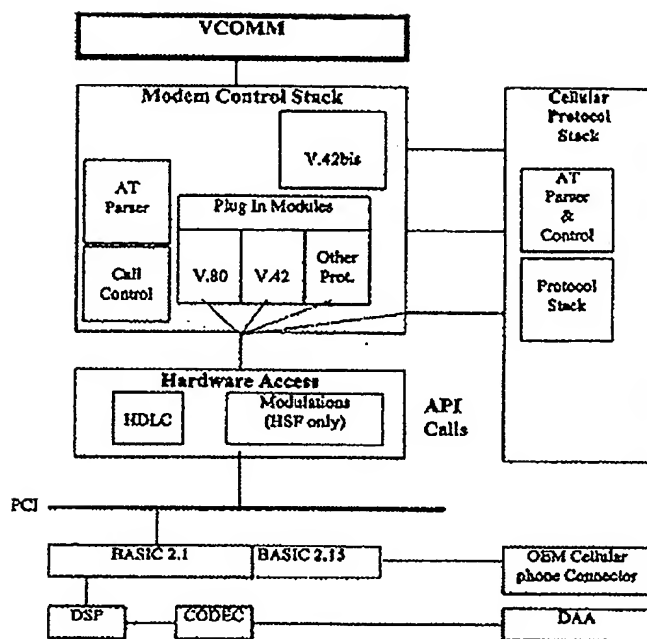 VCOMM
Modem Control Stack
V.42bis
AT
Parser
Call
Control
Plug In Modules
V.80
V.42
Other
Prot.
Cellular
Protocol
Stack
AT
Parser
&
Control
Protocol
Stack
Hardware Access
HDLC
Modulations
(HSF only)
API
Calls
PCI
BASIC 2.1
BASIC 2.15
OEM Cellular
phone Connector
DSP
CODEC
DAA